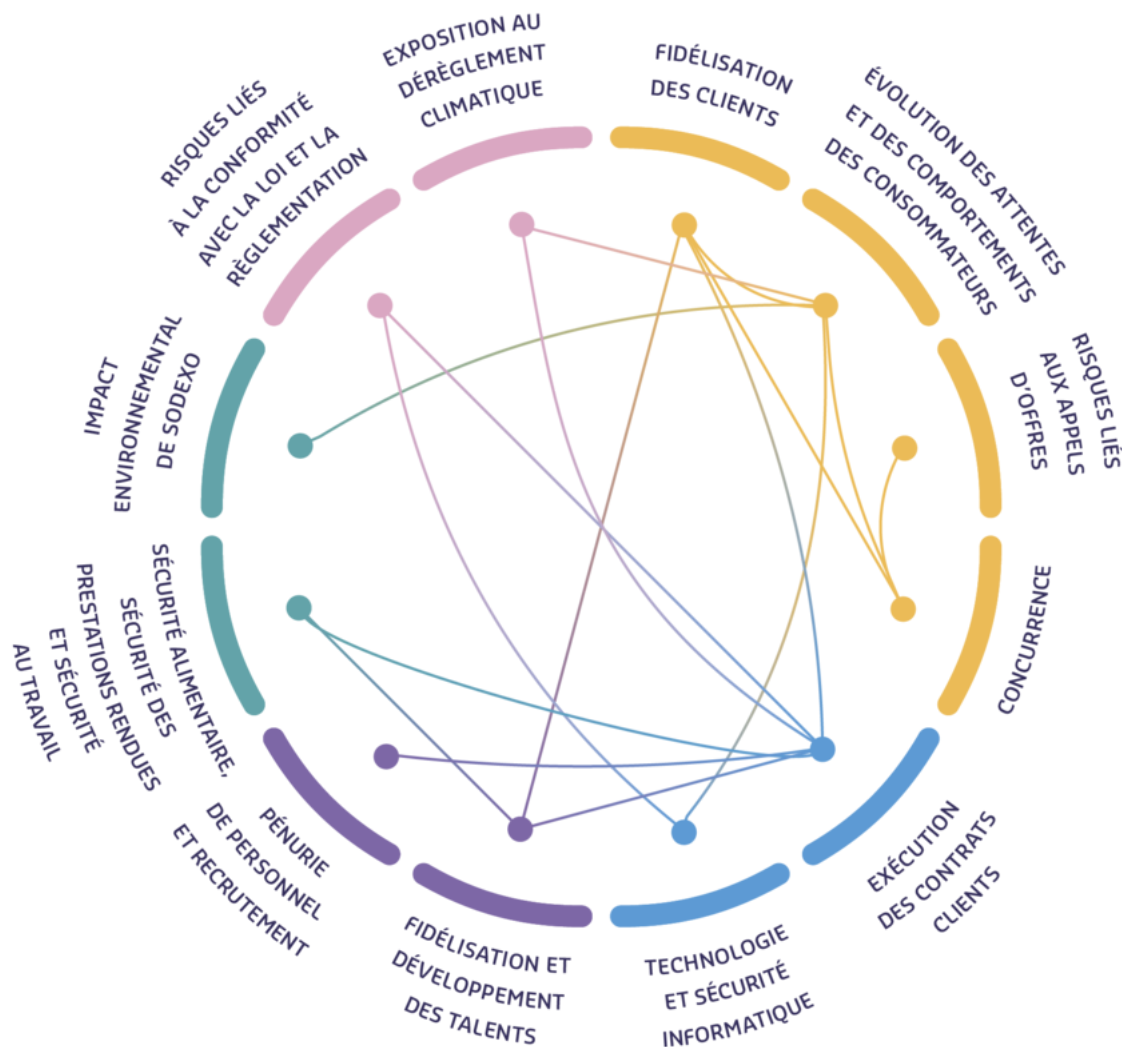 EXPOSITION AU
DÉRÈGLEMENT
CLIMATIQUE
FIDÉLISATION
DES CLIENTS
ÉVOLUTION DES ATTENTES
ET DES COMPORTEMENTS
DES CONSOMMATEURS
RISQUES LIÉS
AUX APPELS
D'OFFRES
CONCURRENCE
EXÉCUTION
DES CONTRATS
CLIENTS
TECHNOLOGIE
ET SÉCURITÉ
INFORMATIQUE
FIDÉLISATION ET
DÉVELOPPEMENT
DES TALENTS
PÉNURIE
DE PERSONNEL
ET RECRUTEMENT
SÉCURITÉ ALIMENTAIRE,
SÉCURITÉ DES
PRESTATIONS RENDUES
ET SÉCURITÉ
AU TRAVAIL
IMPACT
ENVIRONNEMENTAL
DE SODEXO
RISQUES LIÉS
À LA CONFORMITÉ
AVEC LA LOI ET LA
RÈGLEMENTATION